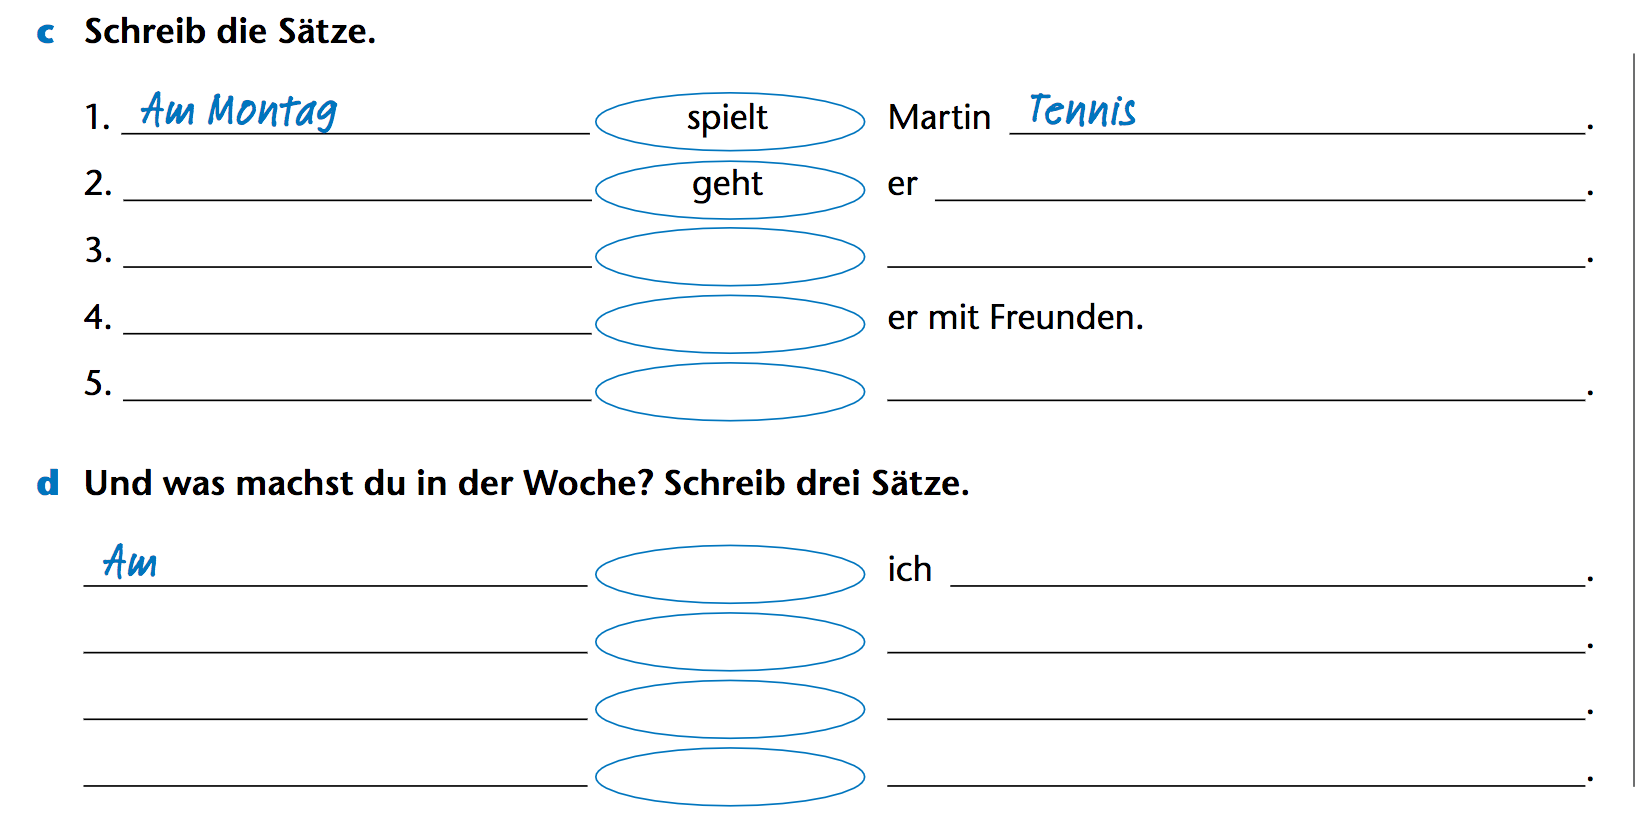 c Schreib die Sätze.
1. Am Montag spielt Martin Tennis.
2. geht er .
3. .
4. er mit Freunden.
5. .
d Und was machst du in der Woche? Schreib drei Sätze.
Am ich .
.
.
.